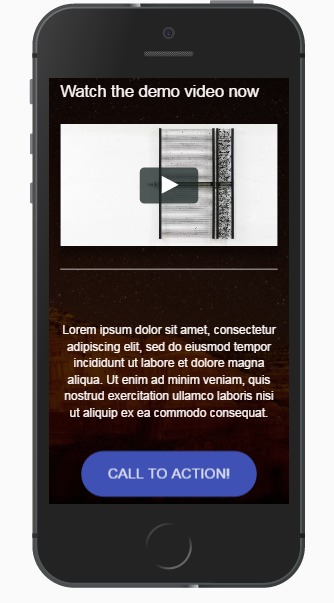 Watch the demo video now
Lorem ipsum dolor sit amet, consectetur
adipiscing elit, sed do eiusmod tempor
incididunt ut labore et dolore magna
aliqua. Ut enim ad minim veniam, quis
nostrud exercitation ullamco laboris nisi
ut aliquip ex ea commodo consequat.
CALL TO ACTION!